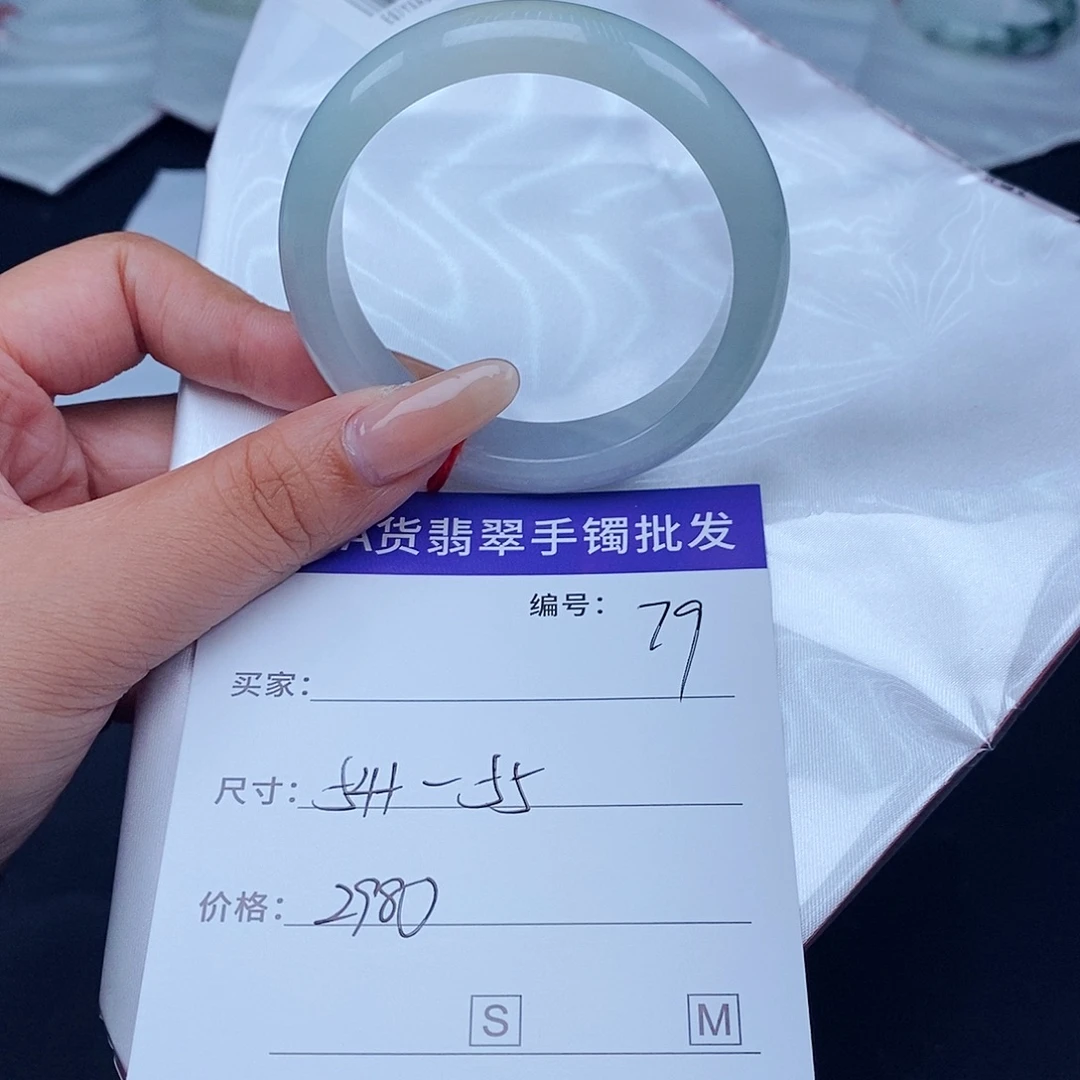 A货翡翠手镯批发
编号: 79
买家:
尺寸: 54-55
价格: 2980
S M